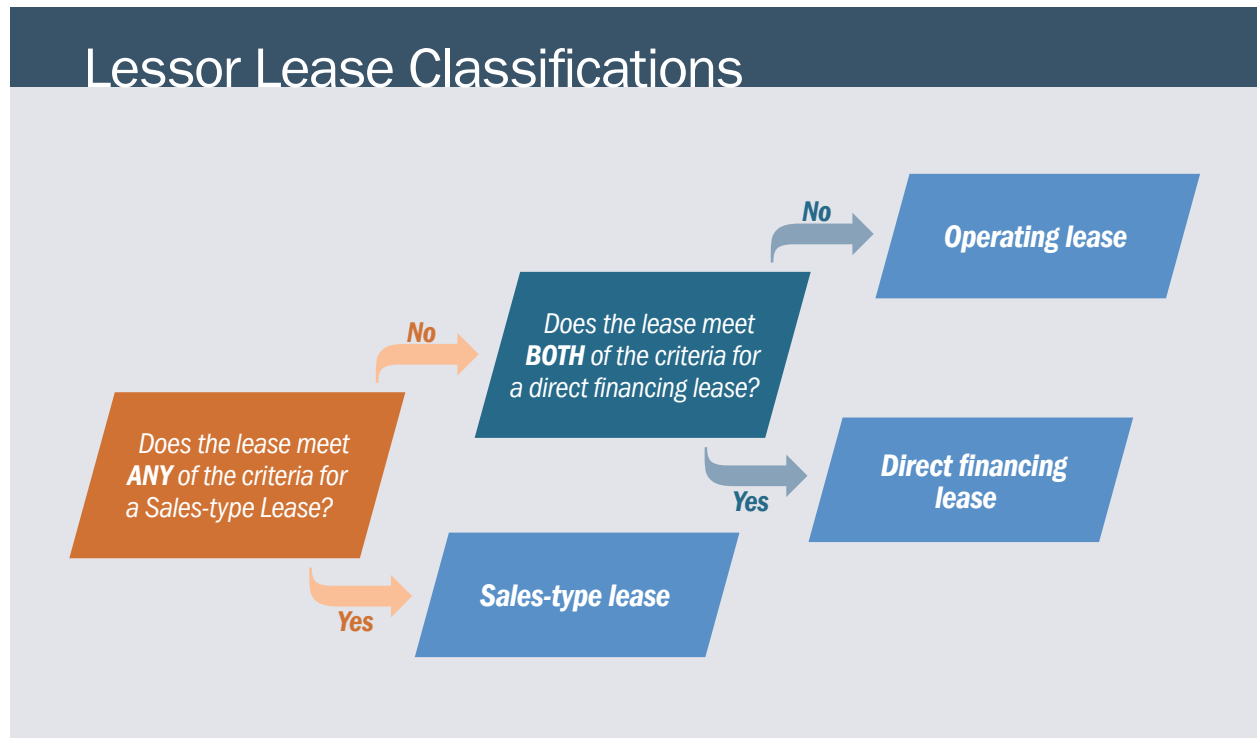 Lessor Lease Classifications
No
Operating lease
No
Does the lease meet
BOTH of the criteria for
a direct financing lease?
Does the lease meet
ANY of the criteria for
a Sales-type Lease?
Direct financing
lease
Yes
Sales-type lease
Yes